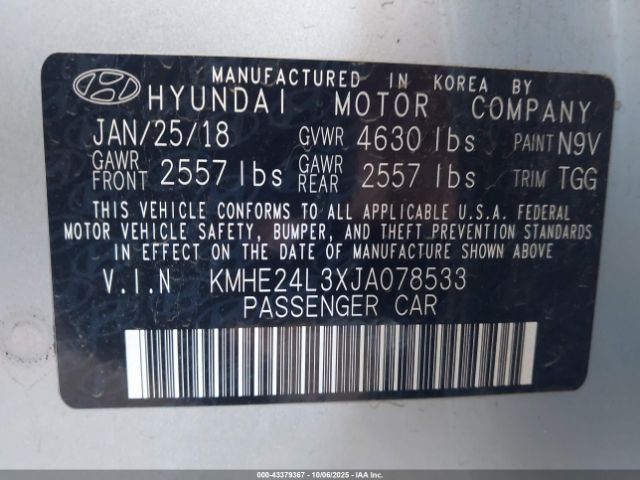 MANUFACTURED IN KOREA BY
HYUNDAI MOTOR COMPANY
JAN/25/18 GVWR 4630 lbs PAINT N9V
GAWR FRONT 2557 lbs GAWR REAR 2557 lbs TRIM TGG
THIS VEHICLE CONFORMS TO ALL APPLICABLE U.S.A. FEDERAL
MOTOR VEHICLE SAFETY, BUMPER, AND THEFT PREVENTION STANDARDS
IN EFFECT ON THE DATE OF MANUFACTURE SHOWN ABOVE.
V.I.N KMHE24L3XJA078533
PASSENGER CAR
000-43379367 - 10/06/2025 - IAAI.com